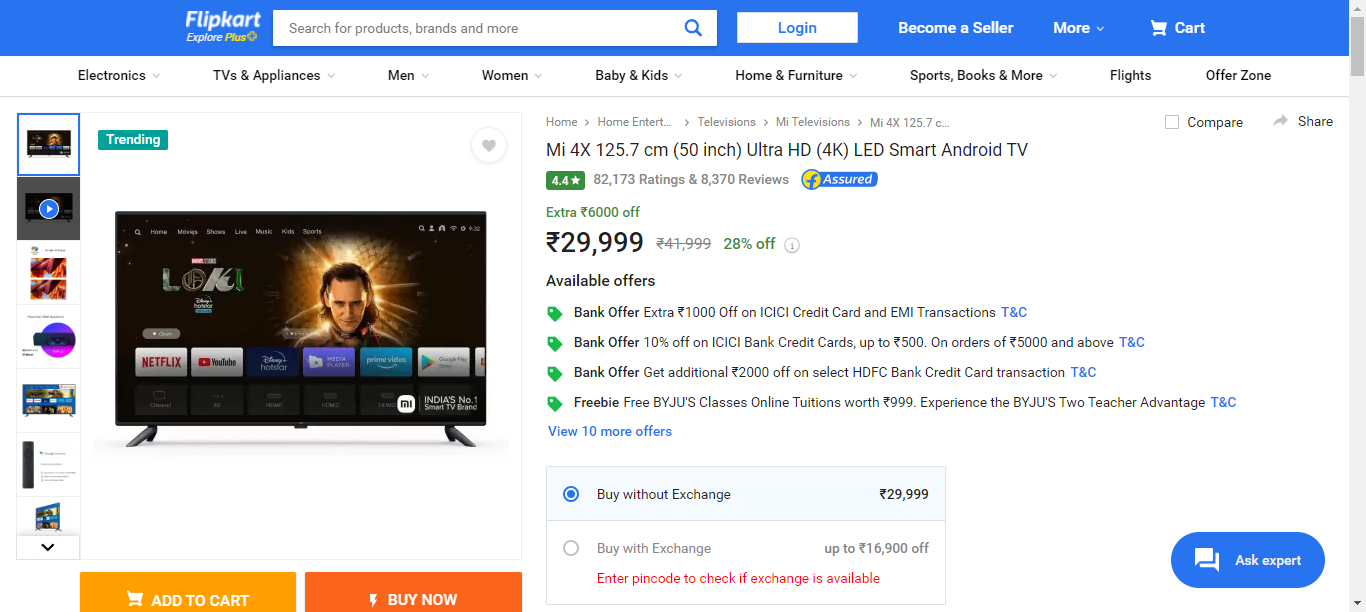 Flipkart
Explore Plus
Search for products, brands and more
Login
Become a Seller
More
Cart
Electronics
TVs & Appliances
Men
Women
Baby & Kids
Home & Furniture
Sports, Books & More
Flights
Offer Zone
Trending
Home Movies Shows Live Music Kids Sports
9:32
MARVEL STUDIOS
LOKI
Disney+
hotstar
Open
NETFLIX
YouTube
Disney+
hotstar
MEDIA
PLAYER
prime video
Google Play
Channel
AV
HDMI
mi
INDIA'S No.1
Smart TV Brand
ADD TO CART
BUY NOW
Home > Home Entert... > Televisions > Mi Televisions > Mi 4X 125.7 c...
Compare
Share
Mi 4X 125.7 cm (50 inch) Ultra HD (4K) LED Smart Android TV
4.4★ 82,173 Ratings & 8,370 Reviews
Assured
Extra ₹6000 off
₹29,999 ₹41,999 28% off
Available offers
Bank Offer Extra ₹1000 Off on ICICI Credit Card and EMI Transactions T&C
Bank Offer 10% off on ICICI Bank Credit Cards, up to ₹500. On orders of ₹5000 and above T&C
Bank Offer Get additional ₹2000 off on select HDFC Bank Credit Card transaction T&C
Freebie Free BYJU'S Classes Online Tuitions worth ₹999. Experience the BYJU'S Two Teacher Advantage T&C
View 10 more offers
Buy without Exchange ₹29,999
Buy with Exchange up to ₹16,900 off
Enter pincode to check if exchange is available
Ask expert